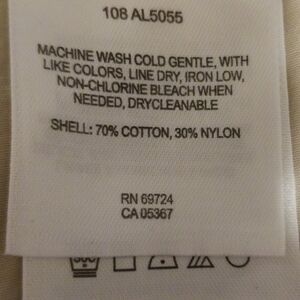 108 AL5055
MACHINE WASH COLD GENTLE, WITH
LIKE COLORS, LINE DRY, IRON LOW,
NON-CHLORINE BLEACH WHEN
NEEDED, DRYCLEANABLE
SHELL: 70% COTTON, 30% NYLON
RN 69724
CA 05367